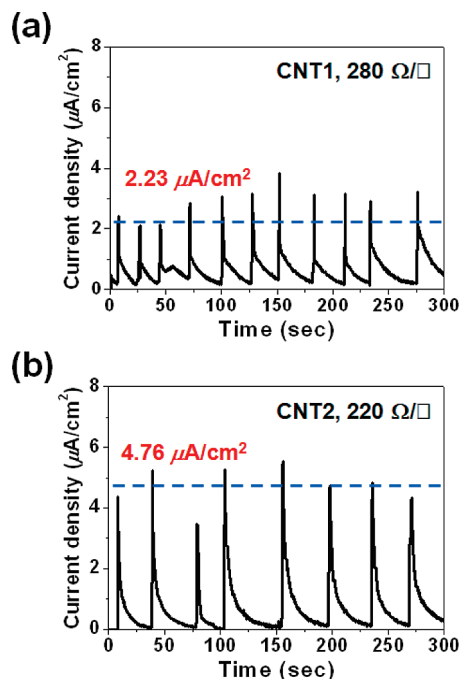 (a)
CNT1, 280 Ω/□
2.23 μA/cm²
Current density (μA/cm²)
8
6
4
2
0
0 50 100 150 200 250 300
Time (sec)
(b)
CNT2, 220 Ω/□
4.76 μA/cm²
Current density (μA/cm²)
8
6
4
2
0
0 50 100 150 200 250 300
Time (sec)